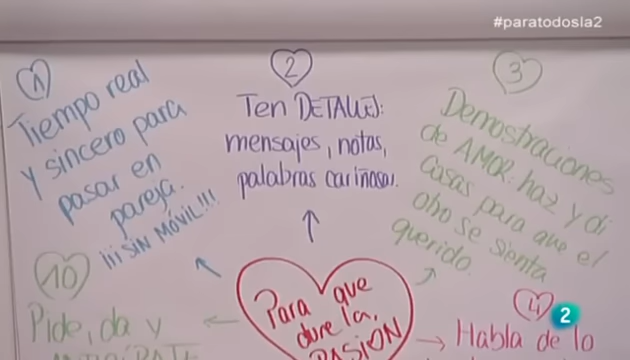 #paratodosla2
1
Tiempo real
y sincero para
pasar en
pareja.
¡¡¡SIN MÓVIL!!!
2
Ten DETALLES:
mensajes, notas,
palabras cariñosas.
3
Demostraciones
de AMOR: haz y di
cosas para que el
otro se sienta
querido.
10
Pide, da y
Para que
dure la
PASIÓN
4
Habla de lo
2